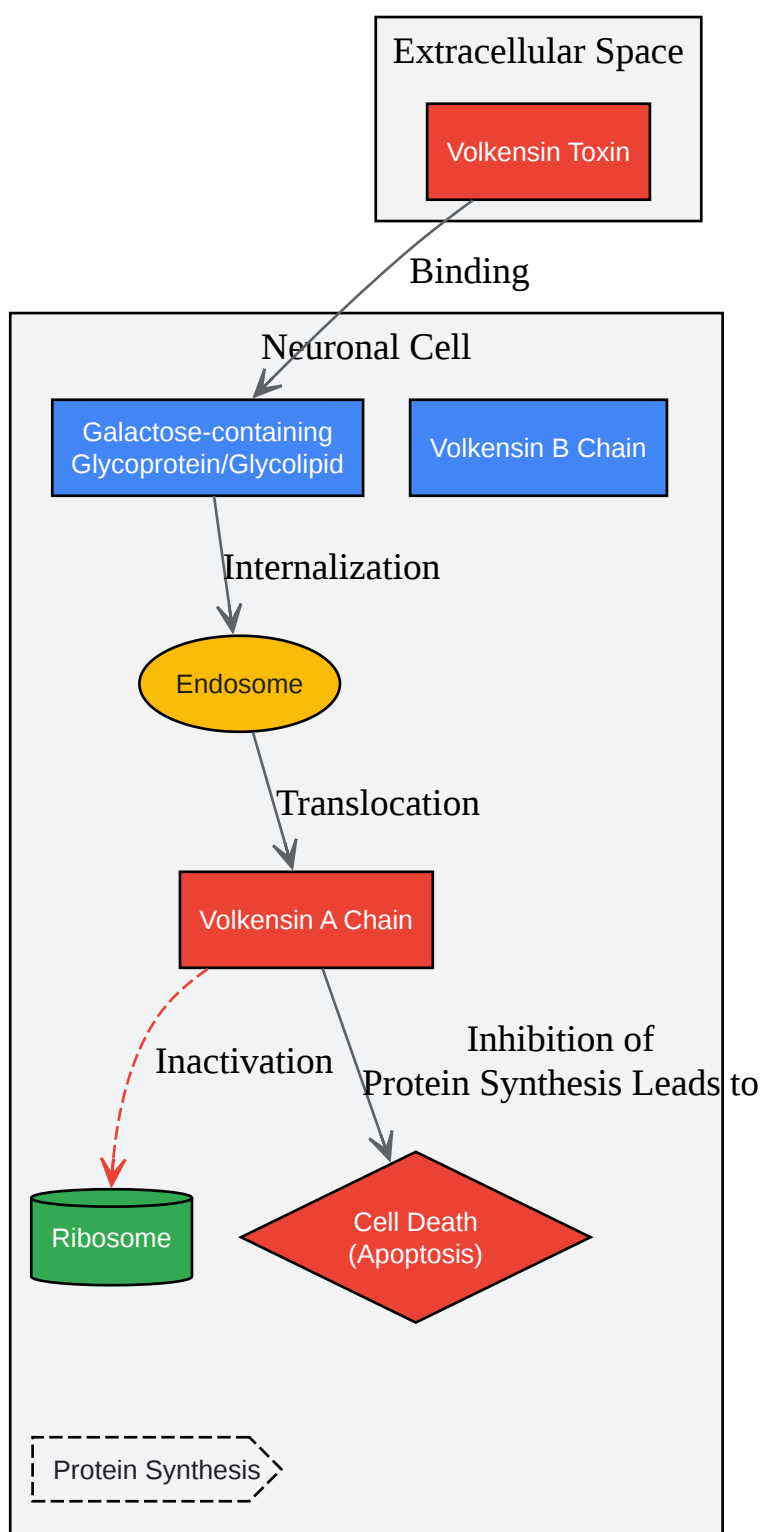 Extracellular Space
Volkensin Toxin
Binding
Neuronal Cell
Galactose-containing
Glycoprotein/Glycolipid
Volkensin B Chain
Internalization
Endosome
Translocation
Volkensin A Chain
Inactivation
Inhibition of
Protein Synthesis Leads to
Ribosome
Cell Death
(Apoptosis)
Protein Synthesis